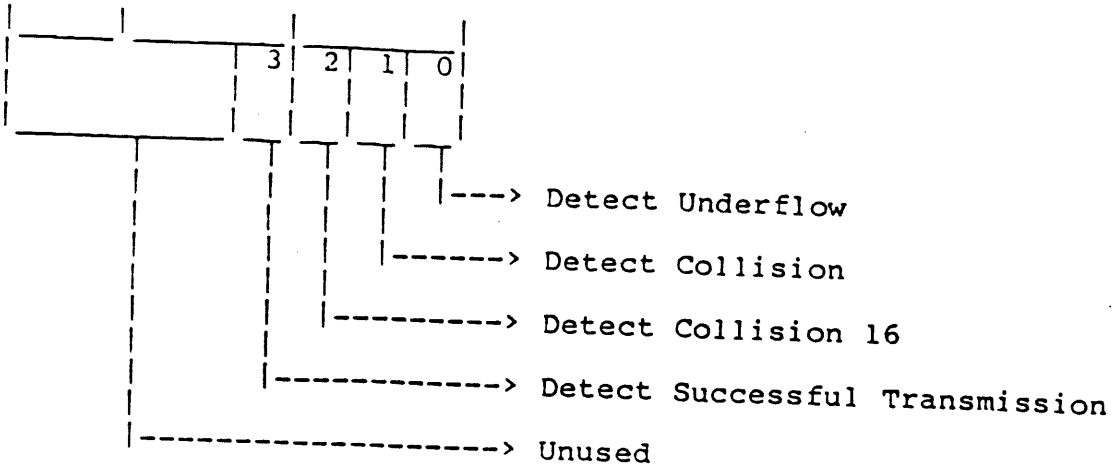 3 2 1 0
Detect Underflow
Detect Collision
Detect Collision 16
Detect Successful Transmission
Unused